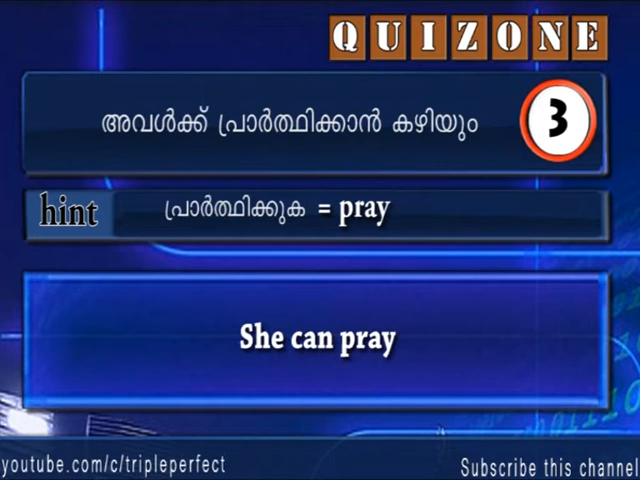 QUIZONE
അവൾക്ക് പ്രാർത്ഥിക്കാൻ കഴിയും
3
hint
പ്രാർത്ഥിക്കുക = pray
She can pray
youtube.com/c/tripleperfect
Subscribe this channel